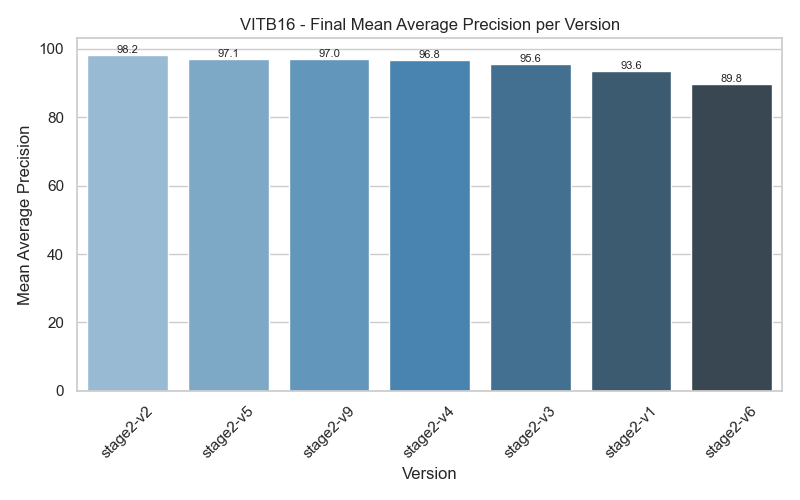 VITB16 - Final Mean Average Precision per Version
Mean Average Precision
100
80
60
40
20
0
98.2
97.1
97.0
96.8
95.6
93.6
89.8
stage2-v2
stage2-v5
stage2-v9
stage2-v4
stage2-v3
stage2-v1
stage2-v6
Version